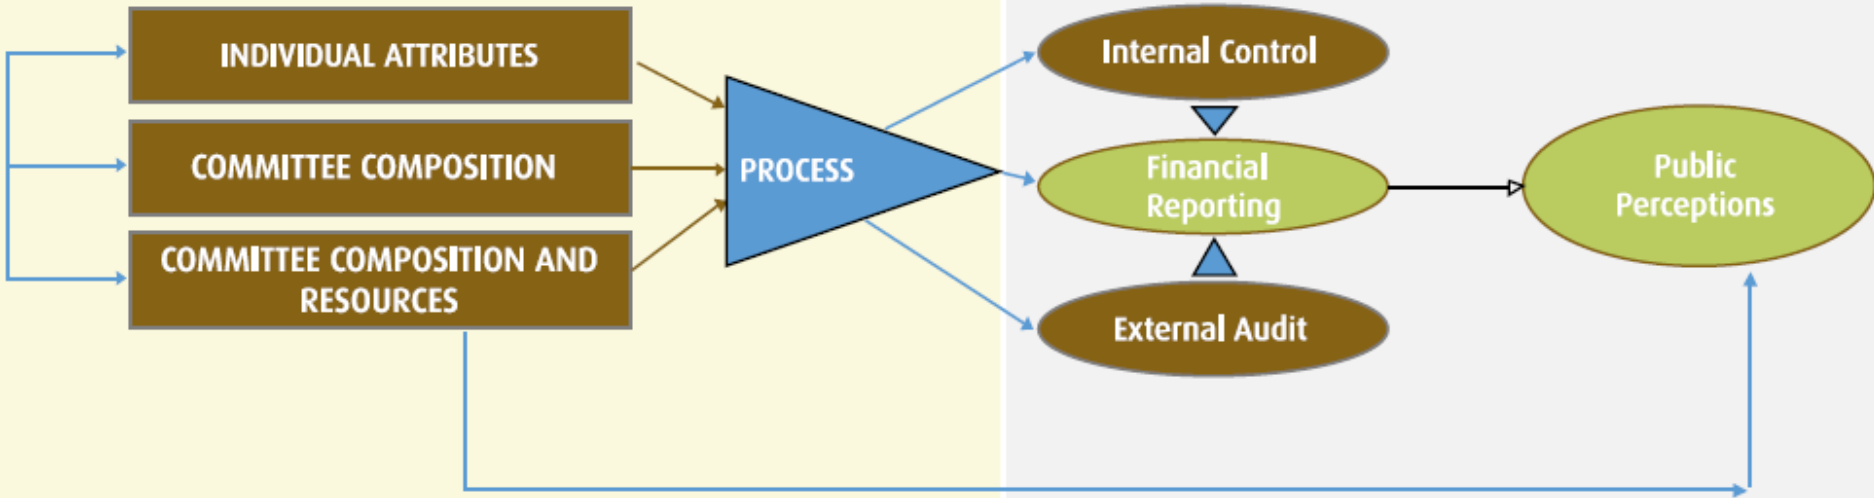 INDIVIDUAL ATTRIBUTES
COMMITTEE COMPOSITION
COMMITTEE COMPOSITION AND
RESOURCES
PROCESS
Internal Control
Financial
Reporting
External Audit
Public
Perceptions